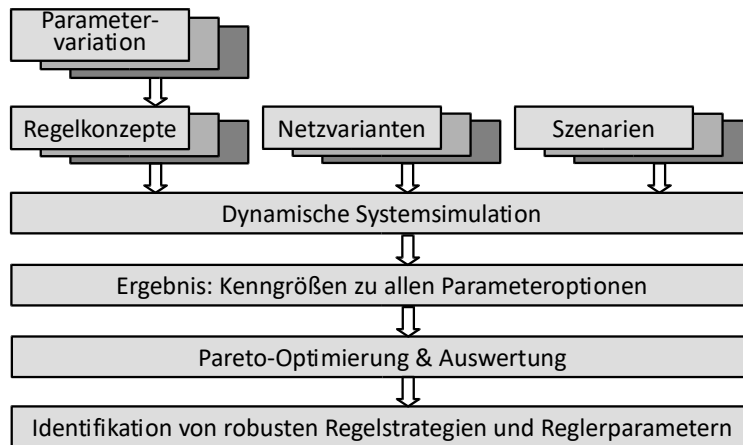 Parameter-
variation
Regelkonzepte
Netzvarianten
Szenarien
Dynamische Systemsimulation
Ergebnis: Kenngrößen zu allen Parameteroptionen
Pareto-Optimierung & Auswertung
Identifikation von robusten Regelstrategien und Reglerparametern